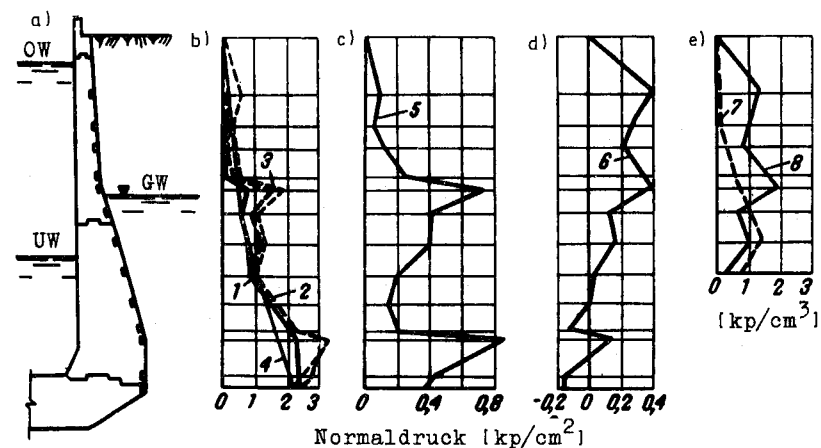 a)
OW
GW
UW
b)
3
1
2
4
0 1 2 3
c)
5
0 0,4 0,8
d)
6
-0,2 0 0,2 0,4
e)
7
8
0 1 2 3
[kp/cm³]
Normaldruck [kp/cm²]